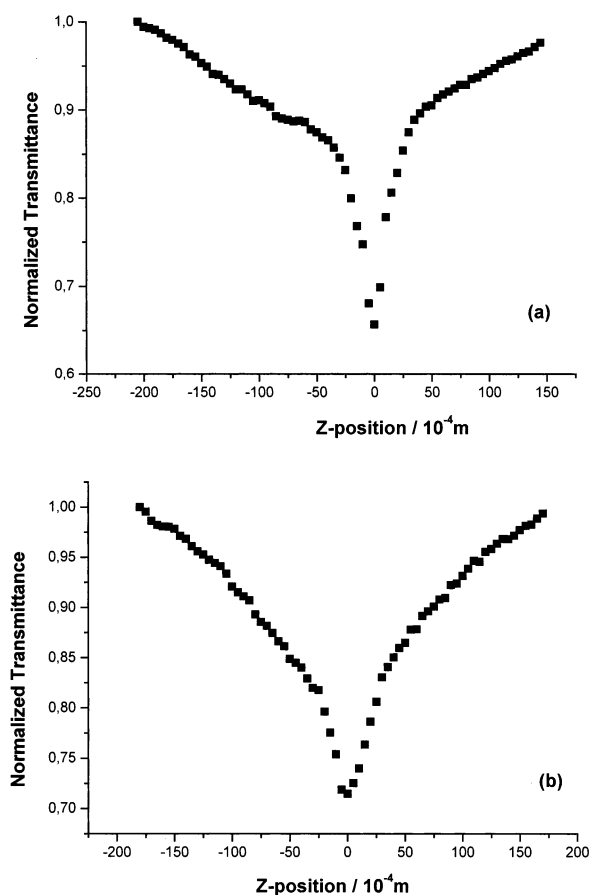 1,0
0,9
0,8
0,7
0,6
Normalized Transmittance
(a)
-250 -200 -150 -100 -50 0 50 100 150
Z-position / 10⁻⁴m
1,00
0,95
0,90
0,85
0,80
0,75
0,70
Normalized Transmittance
(b)
-200 -150 -100 -50 0 50 100 150 200
Z-position / 10⁻⁴m